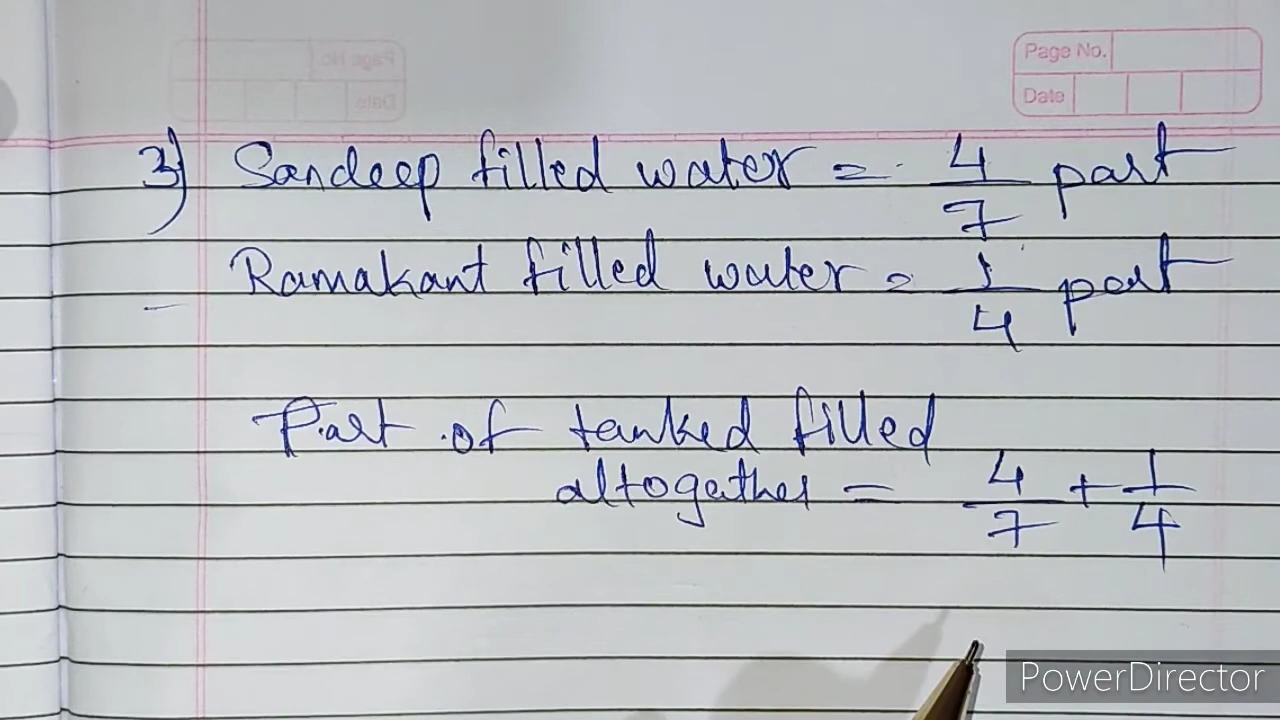 Page No.
Date
3) Sandeep filled water = 4/7 part
Ramakant filled water = 1/4 part
Part of tanked filled
altogather = 4/7 + 1/4
PowerDirector